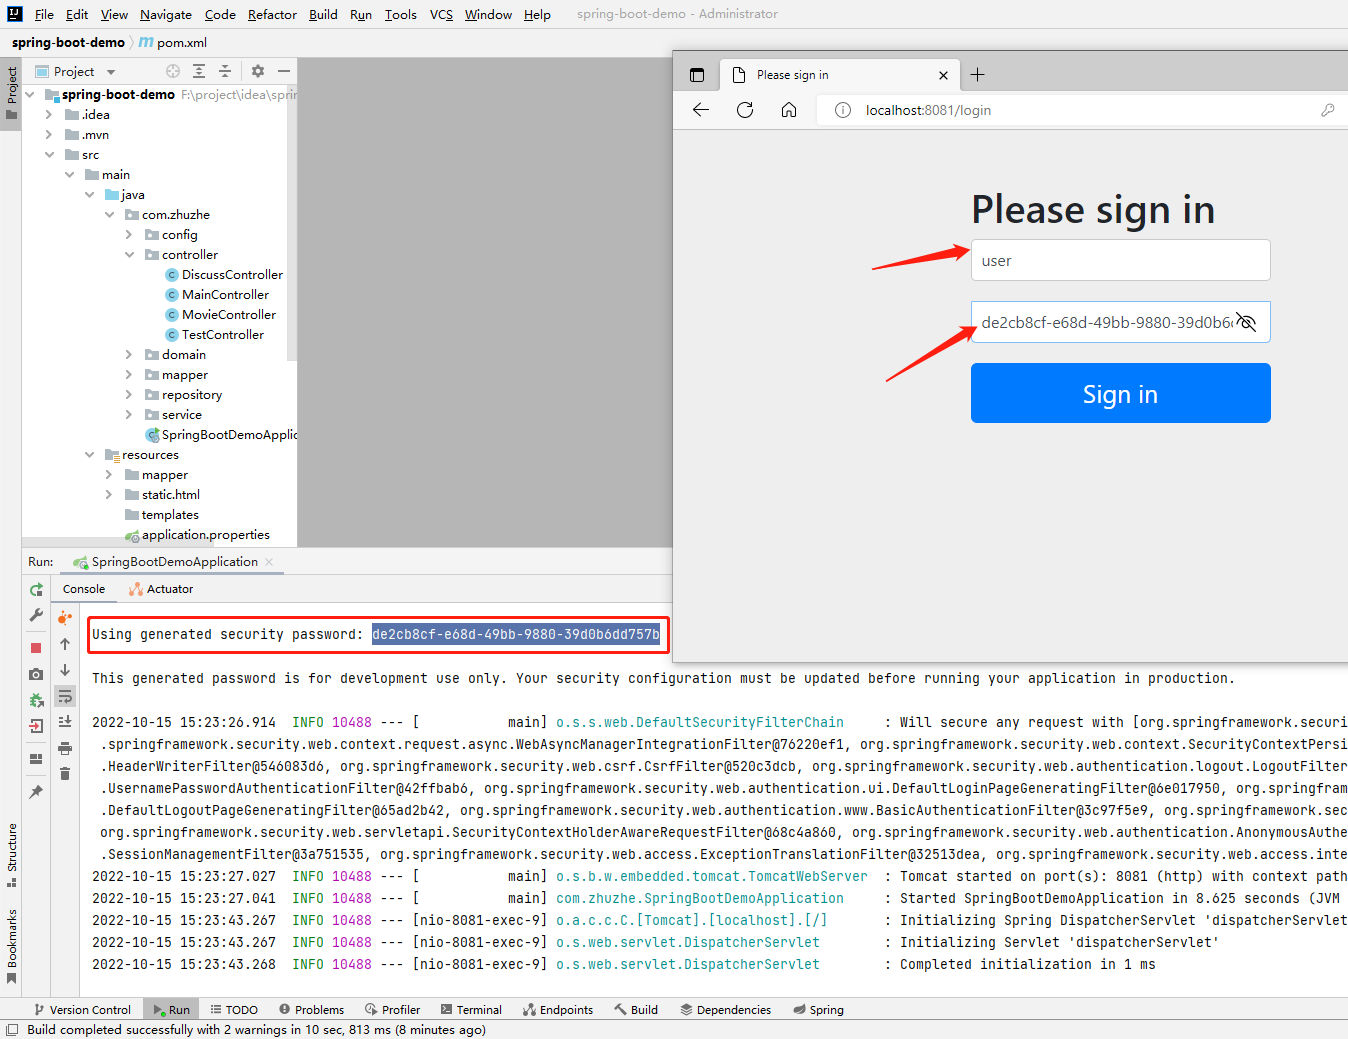 File Edit View Navigate Code Refactor Build Run Tools VCS Window Help spring-boot-demo - Administrator
spring-boot-demo pom.xml
Project
Project
spring-boot-demo F:\project\idea\sprin
.idea
.mvn
src
main
java
com.zhuzhe
config
controller
DiscussController
MainController
MovieController
TestController
domain
mapper
repository
service
SpringBootDemoApplic
resources
mapper
static.html
templates
application.properties
Please sign in
localhost:8081/login
Please sign in
user
de2cb8cf-e68d-49bb-9880-39d0b6
Sign in
Run: SpringBootDemoApplication
Console Actuator
Using generated security password: de2cb8cf-e68d-49bb-9880-39d0b6dd757b
This generated password is for development use only. Your security configuration must be updated before running your application in production.
2022-10-15 15:23:26.914 INFO 10488 --- [ main] o.s.s.web.DefaultSecurityFilterChain : Will secure any request with [org.springframework.securi
.springframework.security.web.context.request.async.WebAsyncManagerIntegrationFilter@76220ef1, org.springframework.security.web.context.SecurityContextPersi
.HeaderWriterFilter@546083d6, org.springframework.security.web.csrf.CsrfFilter@520c3dcb, org.springframework.security.web.authentication.logout.LogoutFilter
.UsernamePasswordAuthenticationFilter@42ffbab6, org.springframework.security.web.authentication.ui.DefaultLoginPageGeneratingFilter@6e017950, org.springfram
.DefaultLogoutPageGeneratingFilter@65ad2b42, org.springframework.security.web.authentication.www.BasicAuthenticationFilter@3c97f5e9, org.springframework.sec
org.springframework.security.web.servletapi.SecurityContextHolderAwareRequestFilter@68c4a860, org.springframework.security.web.authentication.AnonymousAuthe
.SessionManagementFilter@3a751535, org.springframework.security.web.access.ExceptionTranslationFilter@32513dea, org.springframework.security.web.access.inte
2022-10-15 15:23:27.027 INFO 10488 --- [ main] o.s.b.w.embedded.tomcat.TomcatWebServer : Tomcat started on port(s): 8081 (http) with context path
2022-10-15 15:23:27.041 INFO 10488 --- [ main] com.zhuzhe.SpringBootDemoApplication : Started SpringBootDemoApplication in 8.625 seconds (JVM
2022-10-15 15:23:43.267 INFO 10488 --- [nio-8081-exec-9] o.a.c.c.C.[Tomcat].[localhost].[/] : Initializing Spring DispatcherServlet 'dispatcherServlet
2022-10-15 15:23:43.267 INFO 10488 --- [nio-8081-exec-9] o.s.web.servlet.DispatcherServlet : Initializing Servlet 'dispatcherServlet'
2022-10-15 15:23:43.268 INFO 10488 --- [nio-8081-exec-9] o.s.web.servlet.DispatcherServlet : Completed initialization in 1 ms
Structure
Bookmarks
Version Control Run TODO Problems Profiler Terminal Endpoints Build Dependencies Spring
Build completed successfully with 2 warnings in 10 sec, 813 ms (8 minutes ago)